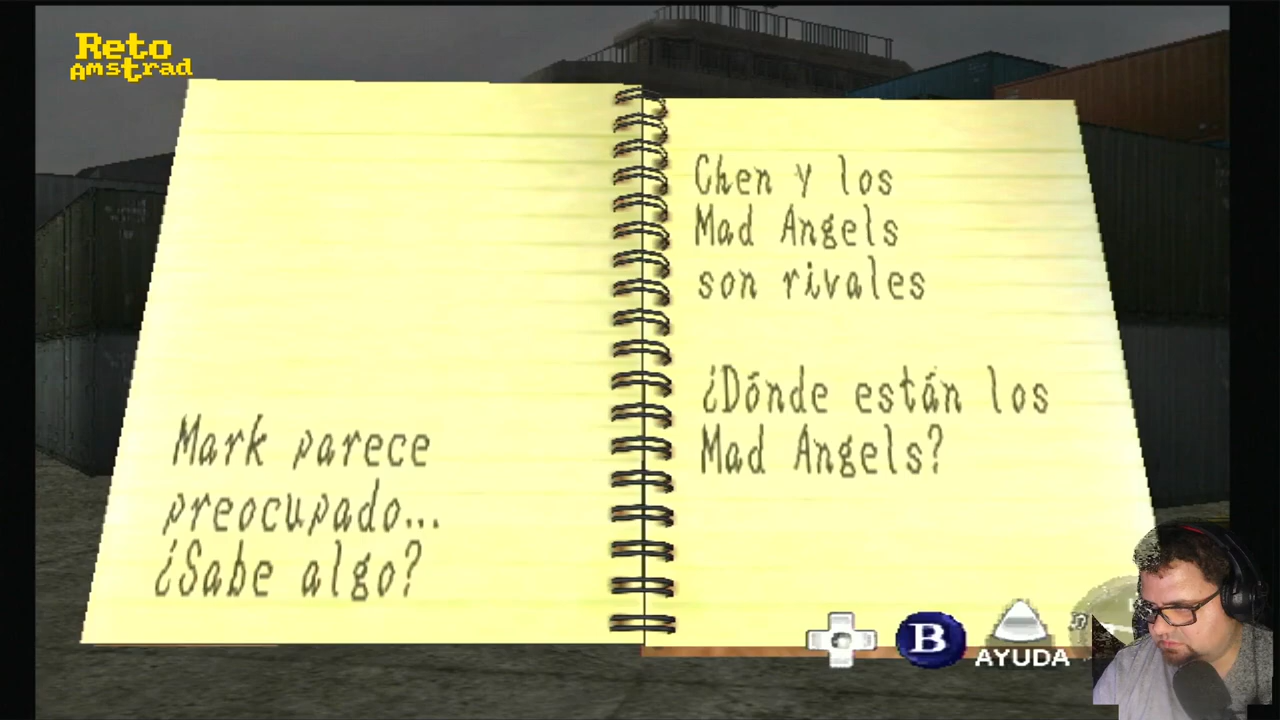 Reto
Amstrad
Mark parece
preocupado...
¿Sabe algo?
Chen y los
Mad Angels
son rivales
¿Dónde están los
Mad Angels?
B
AYUDA